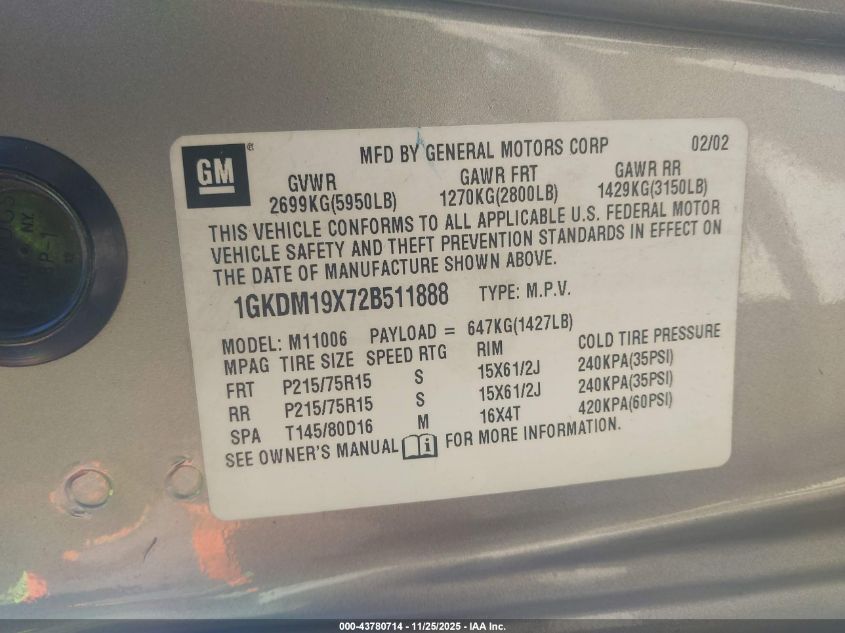 GM
MFD BY GENERAL MOTORS CORP 02/02
GVWR GAWR FRT GAWR RR
2699KG(5950LB) 1270KG(2800LB) 1429KG(3150LB)
THIS VEHICLE CONFORMS TO ALL APPLICABLE U.S. FEDERAL MOTOR
VEHICLE SAFETY AND THEFT PREVENTION STANDARDS IN EFFECT ON
THE DATE OF MANUFACTURE SHOWN ABOVE.
1GKDM19X72B511888 TYPE: M.P.V.
MODEL: M11006 PAYLOAD = 647KG(1427LB)
MPAG TIRE SIZE SPEED RTG RIM COLD TIRE PRESSURE
FRT P215/75R15 S 15X61/2J 240KPA(35PSI)
RR P215/75R15 S 15X61/2J 240KPA(35PSI)
SPA T145/80D16 M 16X4T 420KPA(60PSI)
SEE OWNER'S MANUAL i FOR MORE INFORMATION.
000-43780714 - 11/25/2025 - IAA Inc.